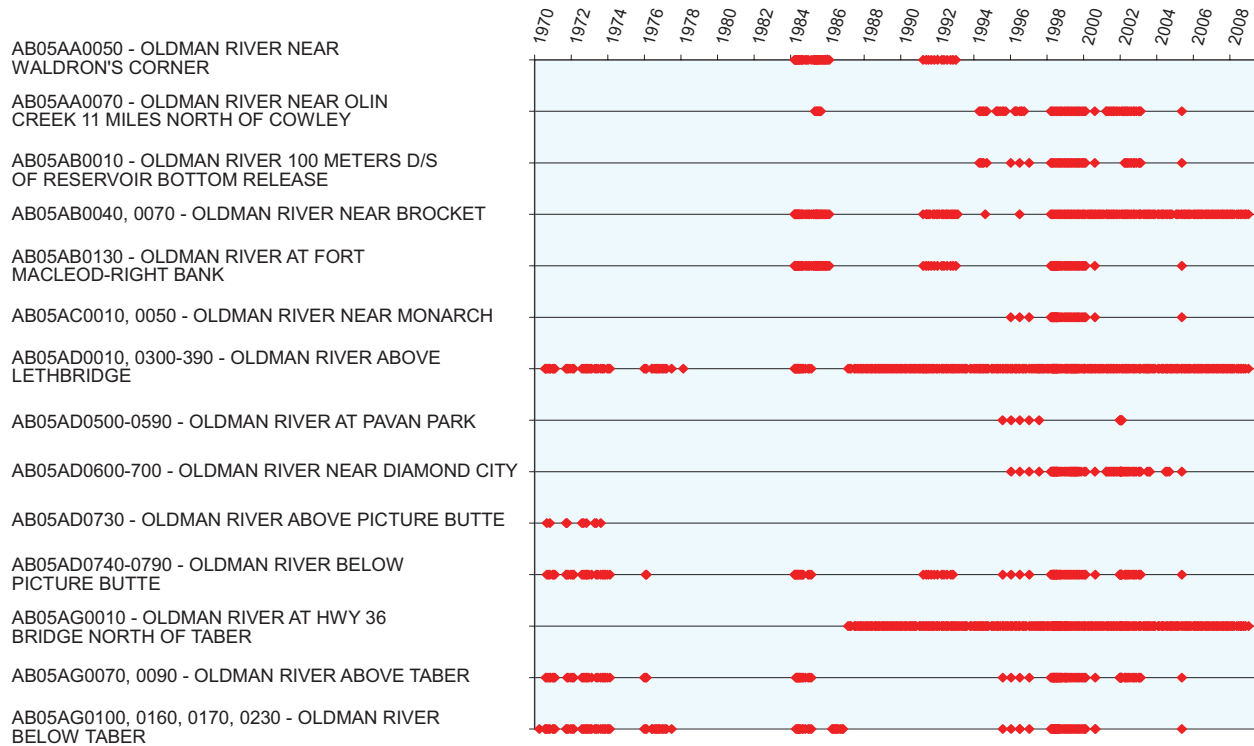 1970 1972 1974 1976 1978 1980 1982 1984 1986 1988 1990 1992 1994 1996 1998 2000 2002 2004 2006 2008
AB05AA0050 - OLDMAN RIVER NEAR
WALDRON'S CORNER
AB05AA0070 - OLDMAN RIVER NEAR OLIN
CREEK 11 MILES NORTH OF COWLEY
AB05AB0010 - OLDMAN RIVER 100 METERS D/S
OF RESERVOIR BOTTOM RELEASE
AB05AB0040, 0070 - OLDMAN RIVER NEAR BROCKET
AB05AB0130 - OLDMAN RIVER AT FORT
MACLEOD-RIGHT BANK
AB05AC0010, 0050 - OLDMAN RIVER NEAR MONARCH
AB05AD0010, 0300-390 - OLDMAN RIVER ABOVE
LETHBRIDGE
AB05AD0500-0590 - OLDMAN RIVER AT PAVAN PARK
AB05AD0600-700 - OLDMAN RIVER NEAR DIAMOND CITY
AB05AD0730 - OLDMAN RIVER ABOVE PICTURE BUTTE
AB05AD0740-0790 - OLDMAN RIVER BELOW
PICTURE BUTTE
AB05AG0010 - OLDMAN RIVER AT HWY 36
BRIDGE NORTH OF TABER
AB05AG0070, 0090 - OLDMAN RIVER ABOVE TABER
AB05AG0100, 0160, 0170, 0230 - OLDMAN RIVER
BELOW TABER